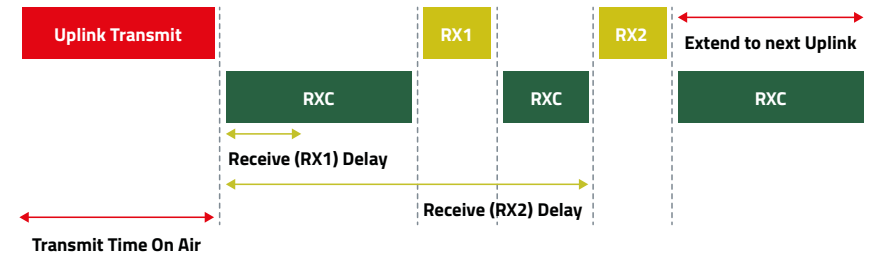 Uplink Transmit
RX1
RX2
Extend to next Uplink
RXC
RXC
RXC
Receive (RX1) Delay
Receive (RX2) Delay
Transmit Time On Air